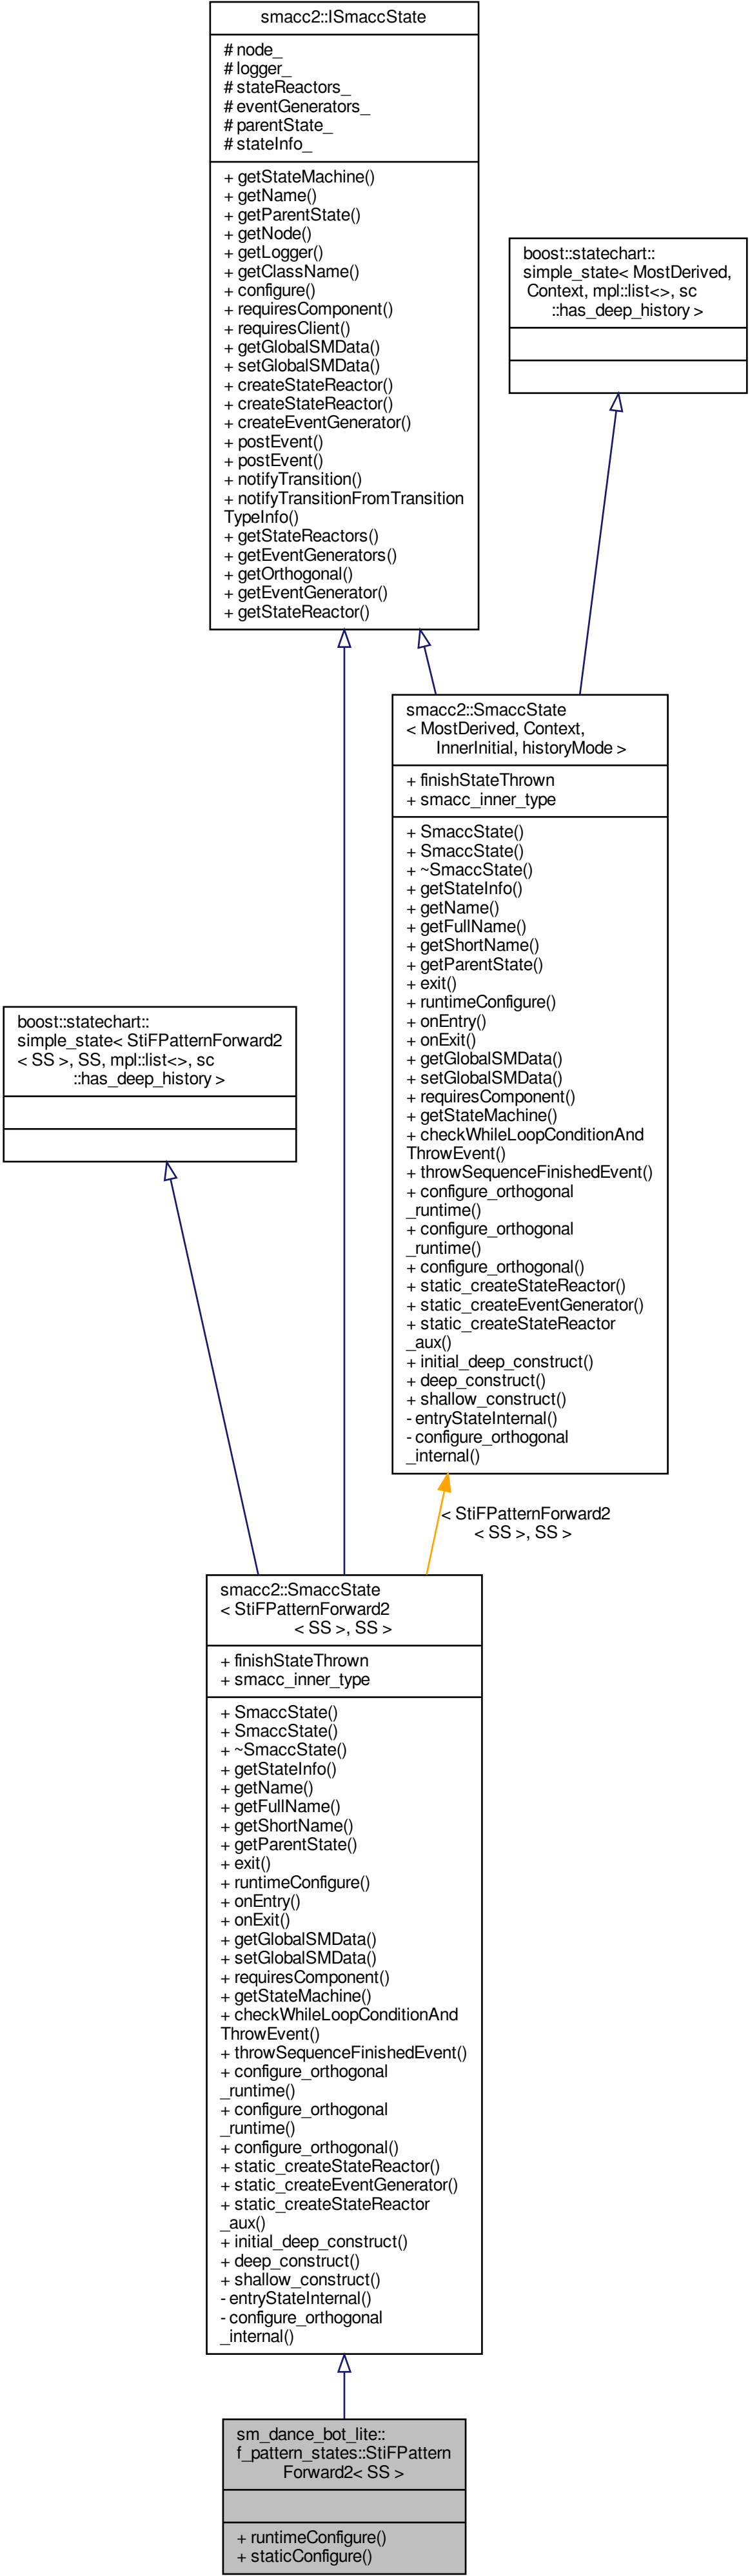 smacc2::ISmaccState
# node_
# logger_
# stateReactors_
# eventGenerators_
# parentState_
# stateInfo_
+ getStateMachine()
+ getName()
+ getParentState()
+ getNode()
+ getLogger()
+ getClassName()
+ configure()
+ requiresComponent()
+ requiresClient()
+ getGlobalSMData()
+ setGlobalSMData()
+ createStateReactor()
+ createStateReactor()
+ createEventGenerator()
+ postEvent()
+ postEvent()
+ notifyTransition()
+ notifyTransitionFromTransition
TypeInfo()
+ getStateReactors()
+ getEventGenerators()
+ getOrthogonal()
+ getEventGenerator()
+ getStateReactor()
boost::statechart::
simple_state< MostDerived,
Context, mpl::list<>, sc
::has_deep_history >
smacc2::SmaccState
< MostDerived, Context,
InnerInitial, historyMode >
+ finishStateThrown
+ smacc_inner_type
+ SmaccState()
+ SmaccState()
+ ~SmaccState()
+ getStateInfo()
+ getName()
+ getFullName()
+ getShortName()
+ getParentState()
+ exit()
+ runtimeConfigure()
+ onEntry()
+ onExit()
+ getGlobalSMData()
+ setGlobalSMData()
+ requiresComponent()
+ getStateMachine()
+ checkWhileLoopConditionAnd
ThrowEvent()
+ throwSequenceFinishedEvent()
+ configure_orthogonal
_runtime()
+ configure_orthogonal
_runtime()
+ configure_orthogonal()
+ static_createStateReactor()
+ static_createEventGenerator()
+ static_createStateReactor
_aux()
+ initial_deep_construct()
+ deep_construct()
+ shallow_construct()
- entryStateInternal()
- configure_orthogonal
_internal()
boost::statechart::
simple_state< StiFPatternForward2
< SS >, SS, mpl::list<>, sc
::has_deep_history >
< StiFPatternForward2
< SS >, SS >
smacc2::SmaccState
< StiFPatternForward2
< SS >, SS >
+ finishStateThrown
+ smacc_inner_type
+ SmaccState()
+ SmaccState()
+ ~SmaccState()
+ getStateInfo()
+ getName()
+ getFullName()
+ getShortName()
+ getParentState()
+ exit()
+ runtimeConfigure()
+ onEntry()
+ onExit()
+ getGlobalSMData()
+ setGlobalSMData()
+ requiresComponent()
+ getStateMachine()
+ checkWhileLoopConditionAnd
ThrowEvent()
+ throwSequenceFinishedEvent()
+ configure_orthogonal
_runtime()
+ configure_orthogonal
_runtime()
+ configure_orthogonal()
+ static_createStateReactor()
+ static_createEventGenerator()
+ static_createStateReactor
_aux()
+ initial_deep_construct()
+ deep_construct()
+ shallow_construct()
- entryStateInternal()
- configure_orthogonal
_internal()
sm_dance_bot_lite::
f_pattern_states::StiFPattern
Forward2< SS >
+ runtimeConfigure()
+ staticConfigure()